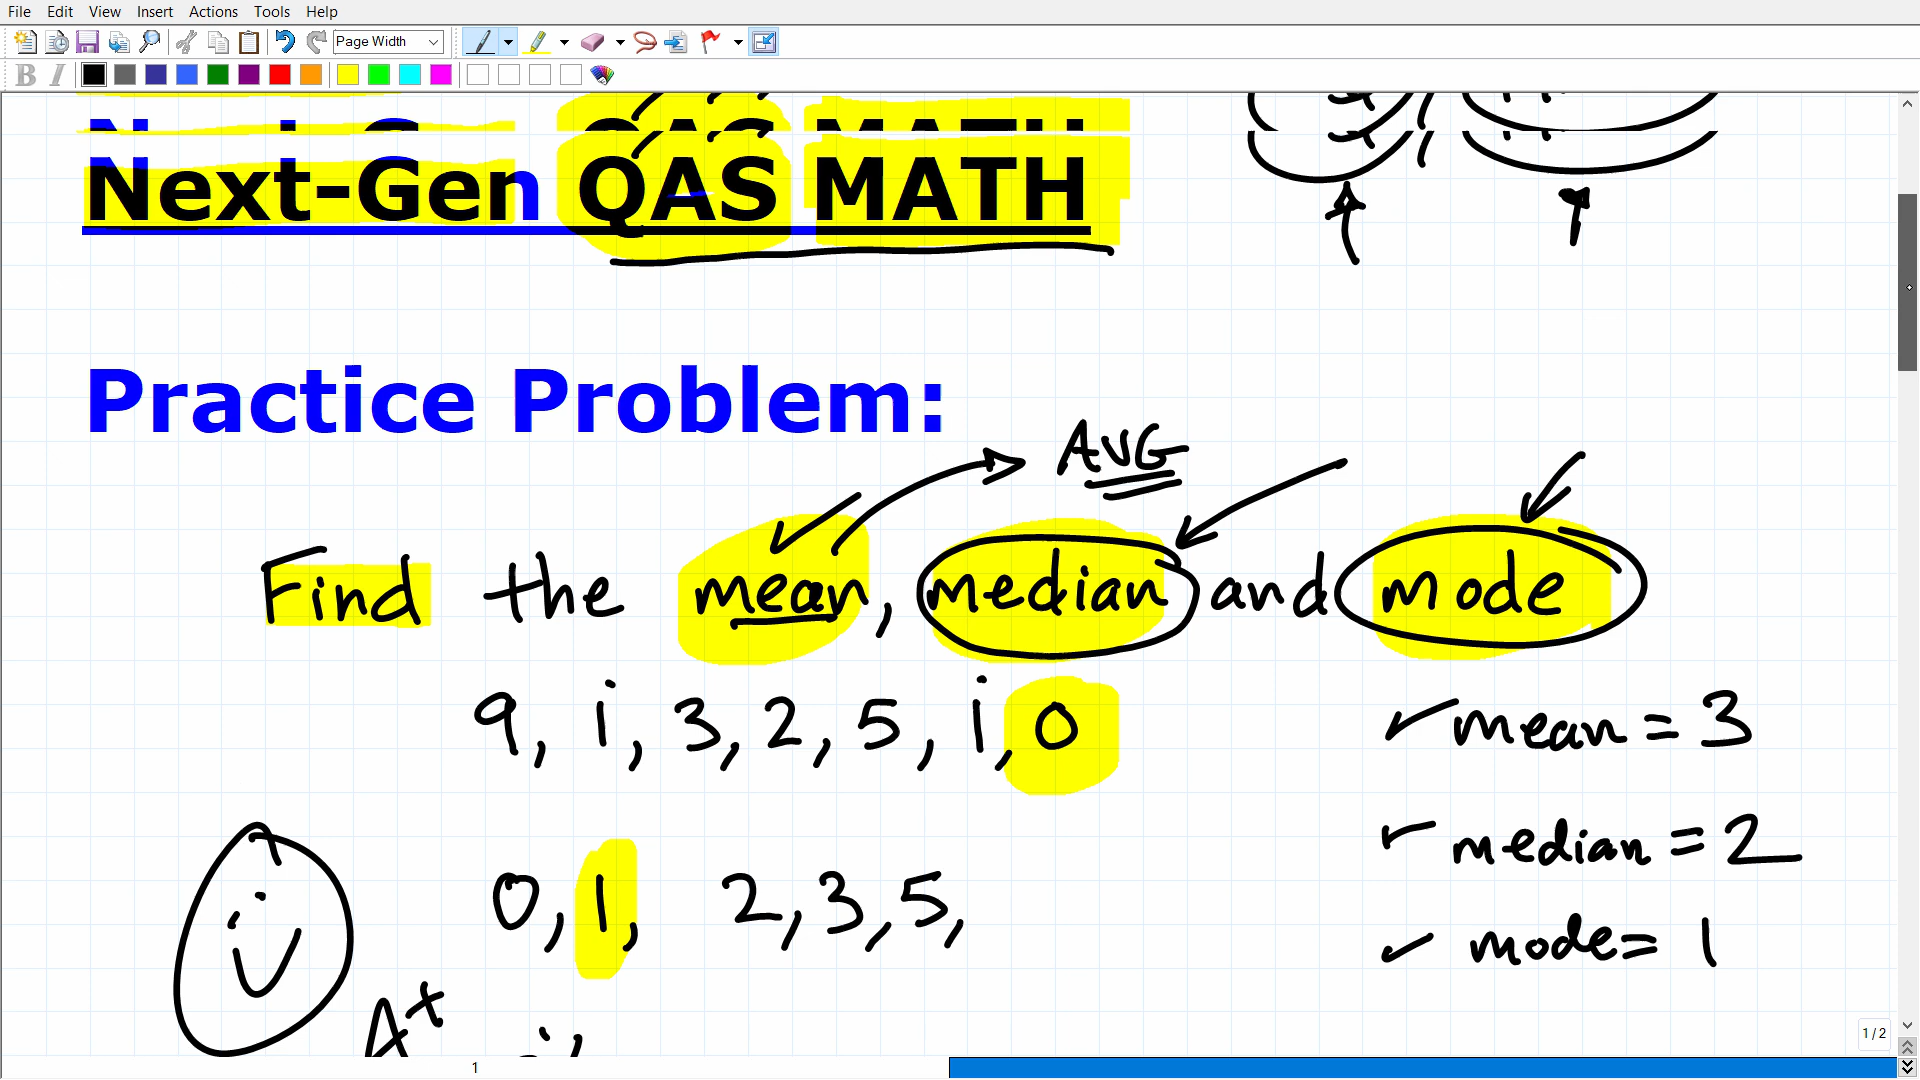 File Edit View Insert Actions Tools Help
Page Width
B I
Next-Gen QAS MATH
Practice Problem:
AVG
Find the mean, median and mode
9, 1, 3, 2, 5, 1, 0
mean = 3
median = 2
0, 1, 2, 3, 5,
mode = 1
A+
1 / 2
1